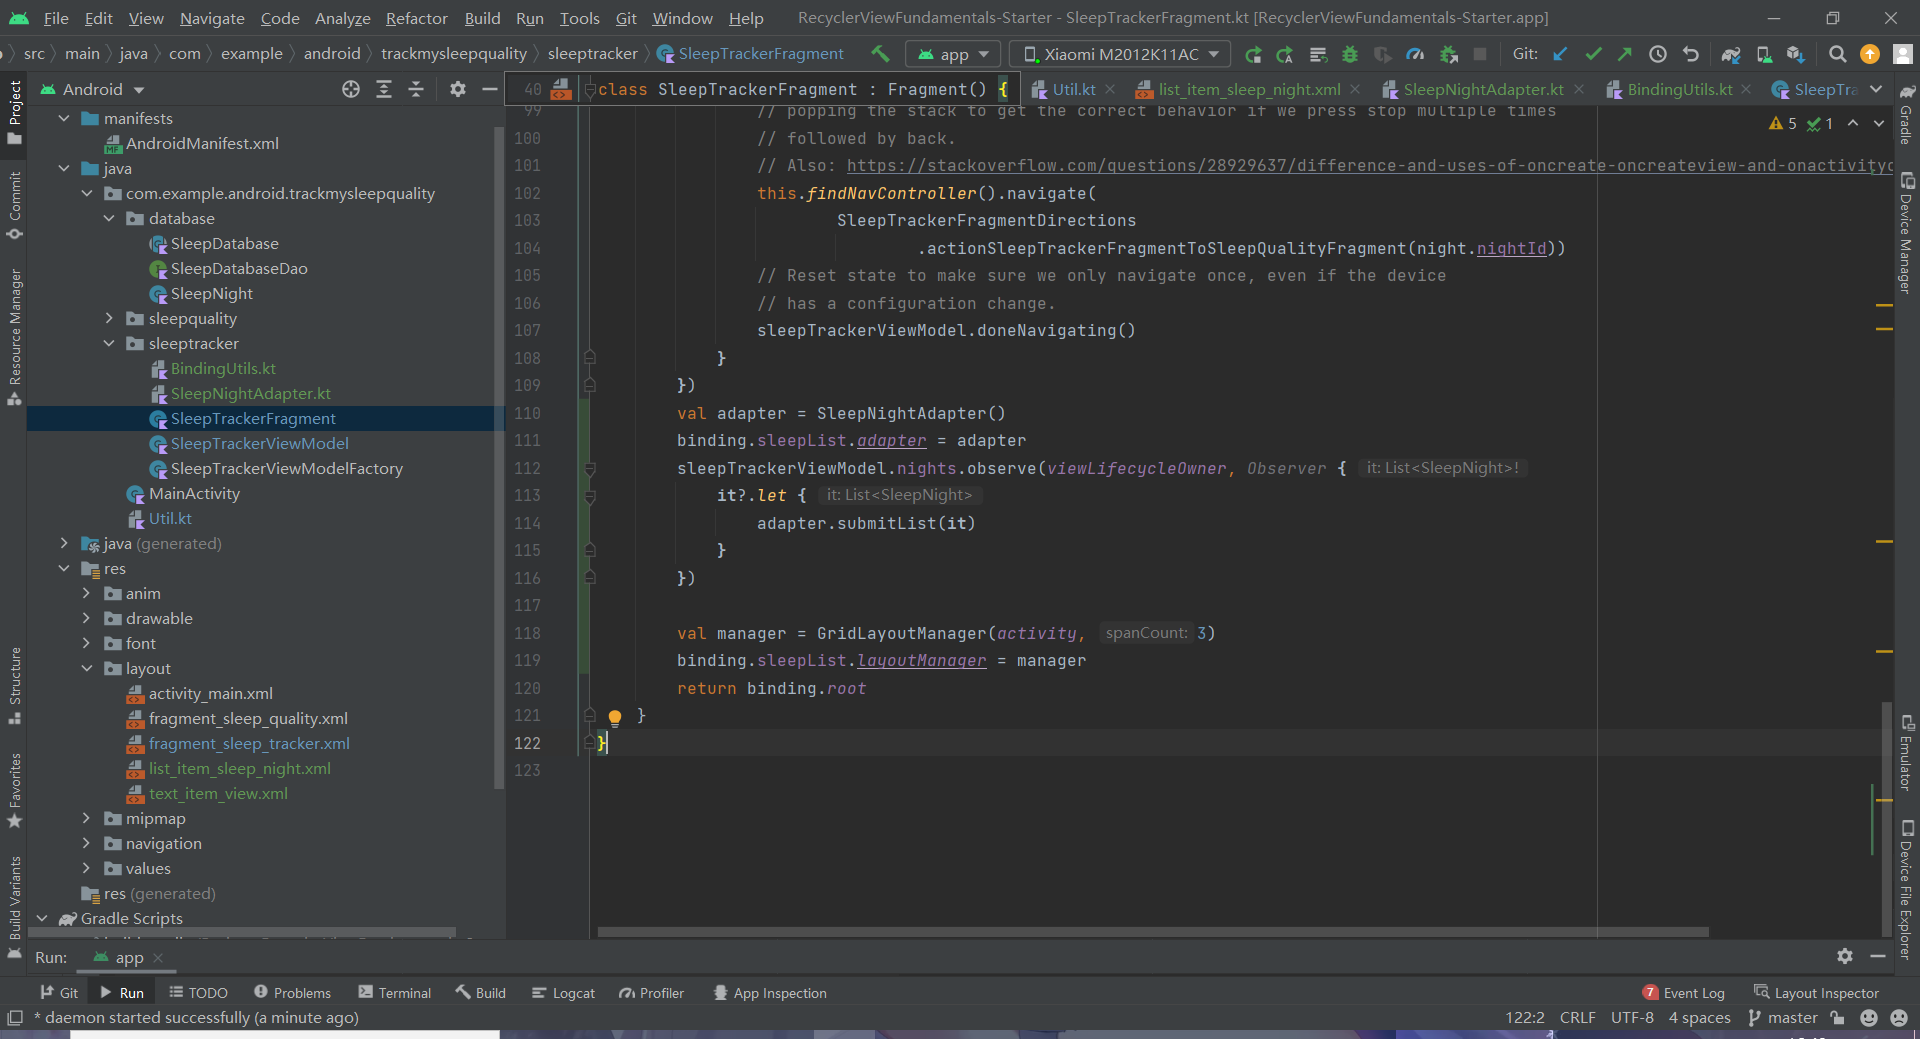 File Edit View Navigate Code Analyze Refactor Build Run Tools Git Window Help RecyclerViewFundamentals-Starter - SleepTrackerFragment.kt [RecyclerViewFundamentals-Starter.app]
src main java com example android trackmysleepquality sleeptracker SleepTrackerFragment app Xiaomi M2012K11AC Git:
Android
40 class SleepTrackerFragment : Fragment() {
Util.kt list_item_sleep_night.xml SleepNightAdapter.kt BindingUtils.kt SleepTra
5 1
Project
Commit
Resource Manager
Structure
Favorites
Build Variants
manifests
AndroidManifest.xml
java
com.example.android.trackmysleepquality
database
SleepDatabase
SleepDatabaseDao
SleepNight
sleepquality
sleeptracker
BindingUtils.kt
SleepNightAdapter.kt
SleepTrackerFragment
SleepTrackerViewModel
SleepTrackerViewModelFactory
MainActivity
Util.kt
java (generated)
res
anim
drawable
font
layout
activity_main.xml
fragment_sleep_quality.xml
fragment_sleep_tracker.xml
list_item_sleep_night.xml
text_item_view.xml
mipmap
navigation
values
res (generated)
Gradle Scripts
99 // popping the stack to get the correct behavior if we press stop multiple times
100 // followed by back.
101 // Also: https://stackoverflow.com/questions/28929637/difference-and-uses-of-oncreate-oncreateview-and-onactivityc
102 this.findNavController().navigate(
103 SleepTrackerFragmentDirections
104 .actionSleepTrackerFragmentToSleepQualityFragment(night.nightId))
105 // Reset state to make sure we only navigate once, even if the device
106 // has a configuration change.
107 sleepTrackerViewModel.doneNavigating()
108 }
109 })
110 val adapter = SleepNightAdapter()
111 binding.sleepList.adapter = adapter
112 sleepTrackerViewModel.nights.observe(viewLifecycleOwner, Observer { it: List<SleepNight>!
113 it?.let { it: List<SleepNight>
114 adapter.submitList(it)
115 }
116 })
117
118 val manager = GridLayoutManager(activity, spanCount: 3)
119 binding.sleepList.layoutManager = manager
120 return binding.root
121 }
122 }
123
Gradle
Device Manager
Emulator
Device File Explorer
Run: app
Git Run TODO Problems Terminal Build Logcat Profiler App Inspection 7 Event Log Layout Inspector
* daemon started successfully (a minute ago) 122:2 CRLF UTF-8 4 spaces master